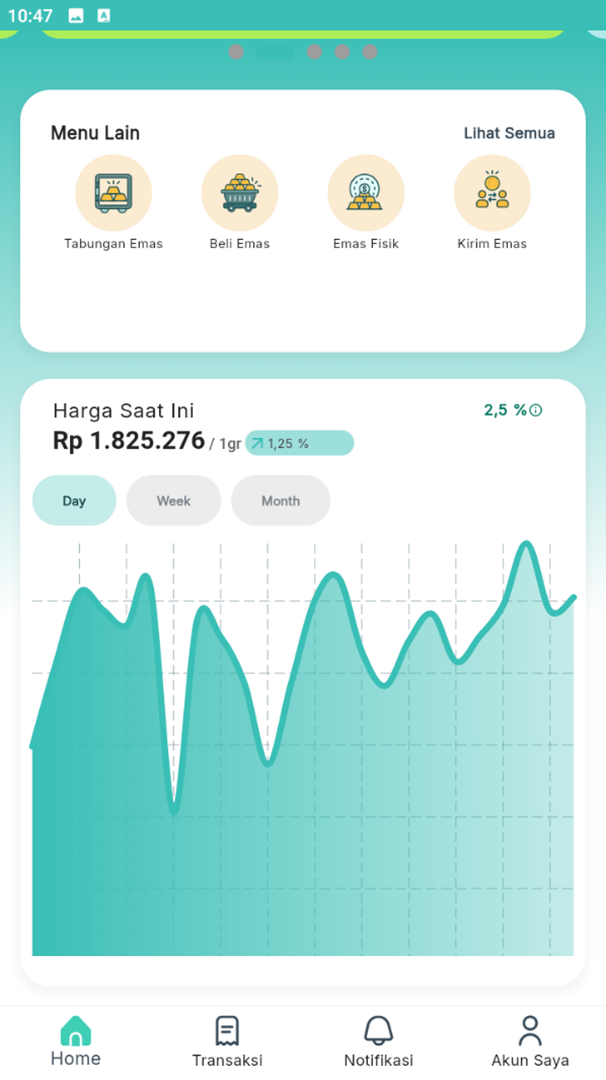 10:47
Menu Lain
Lihat Semua
Tabungan Emas
Beli Emas
Emas Fisik
Kirim Emas
Harga Saat Ini
2,5 %
Rp 1.825.276 / 1gr 1,25 %
Day
Week
Month
Home
Transaksi
Notifikasi
Akun Saya